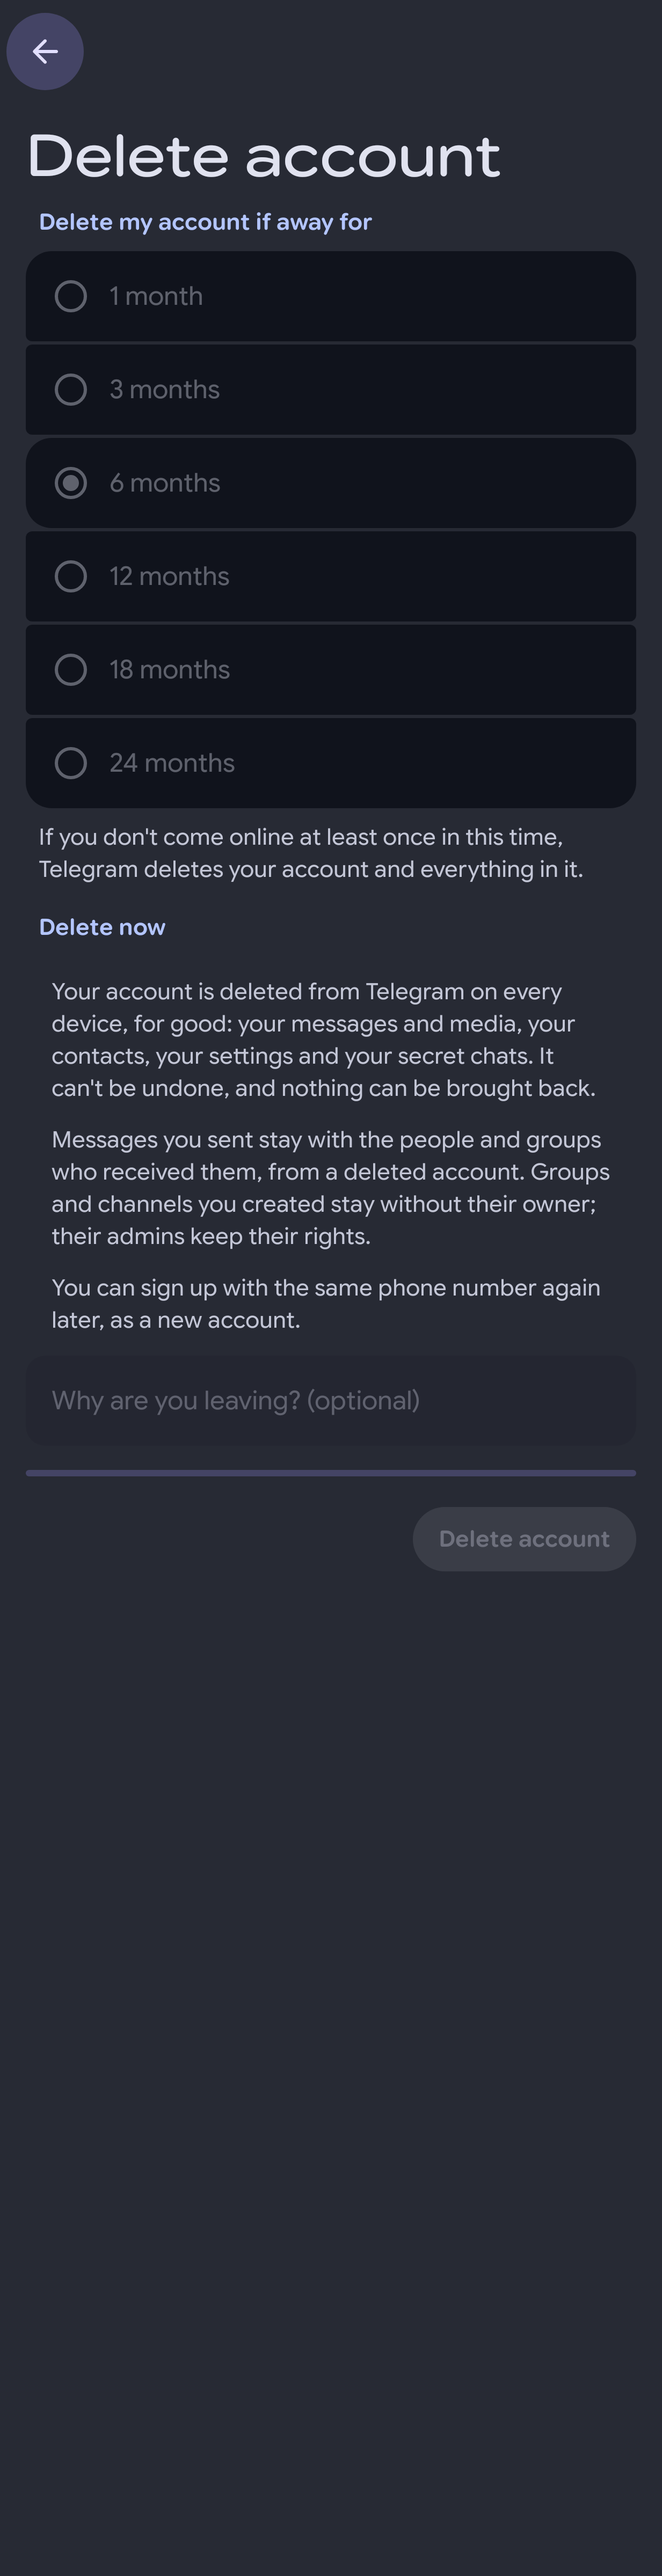 Delete account
Delete my account if away for
1 month
3 months
6 months
12 months
18 months
24 months
If you don't come online at least once in this time,
Telegram deletes your account and everything in it.
Delete now
Your account is deleted from Telegram on every
device, for good: your messages and media, your
contacts, your settings and your secret chats. It
can't be undone, and nothing can be brought back.
Messages you sent stay with the people and groups
who received them, from a deleted account. Groups
and channels you created stay without their owner;
their admins keep their rights.
You can sign up with the same phone number again
later, as a new account.
Why are you leaving? (optional)
Delete account